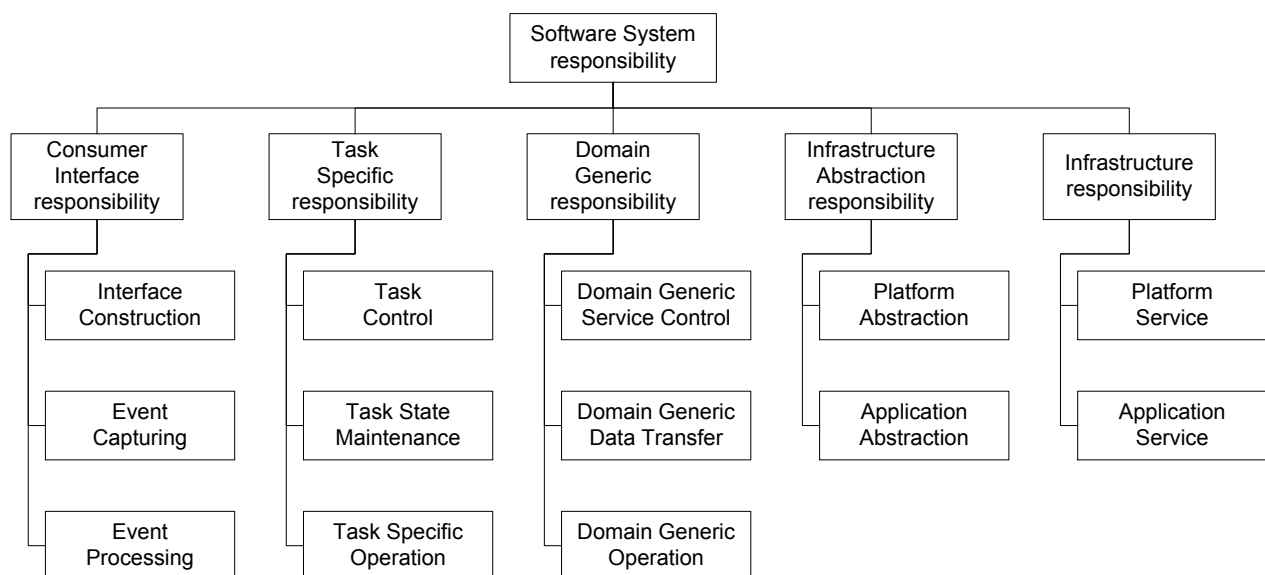 Software System
responsibility
Consumer
Interface
responsibility
Task
Specific
responsibility
Domain
Generic
responsibility
Infrastructure
Abstraction
responsibility
Infrastructure
responsibility
Interface
Construction
Task
Control
Domain Generic
Service Control
Platform
Abstraction
Platform
Service
Event
Capturing
Task State
Maintenance
Domain Generic
Data Transfer
Application
Abstraction
Application
Service
Event
Processing
Task Specific
Operation
Domain Generic
Operation